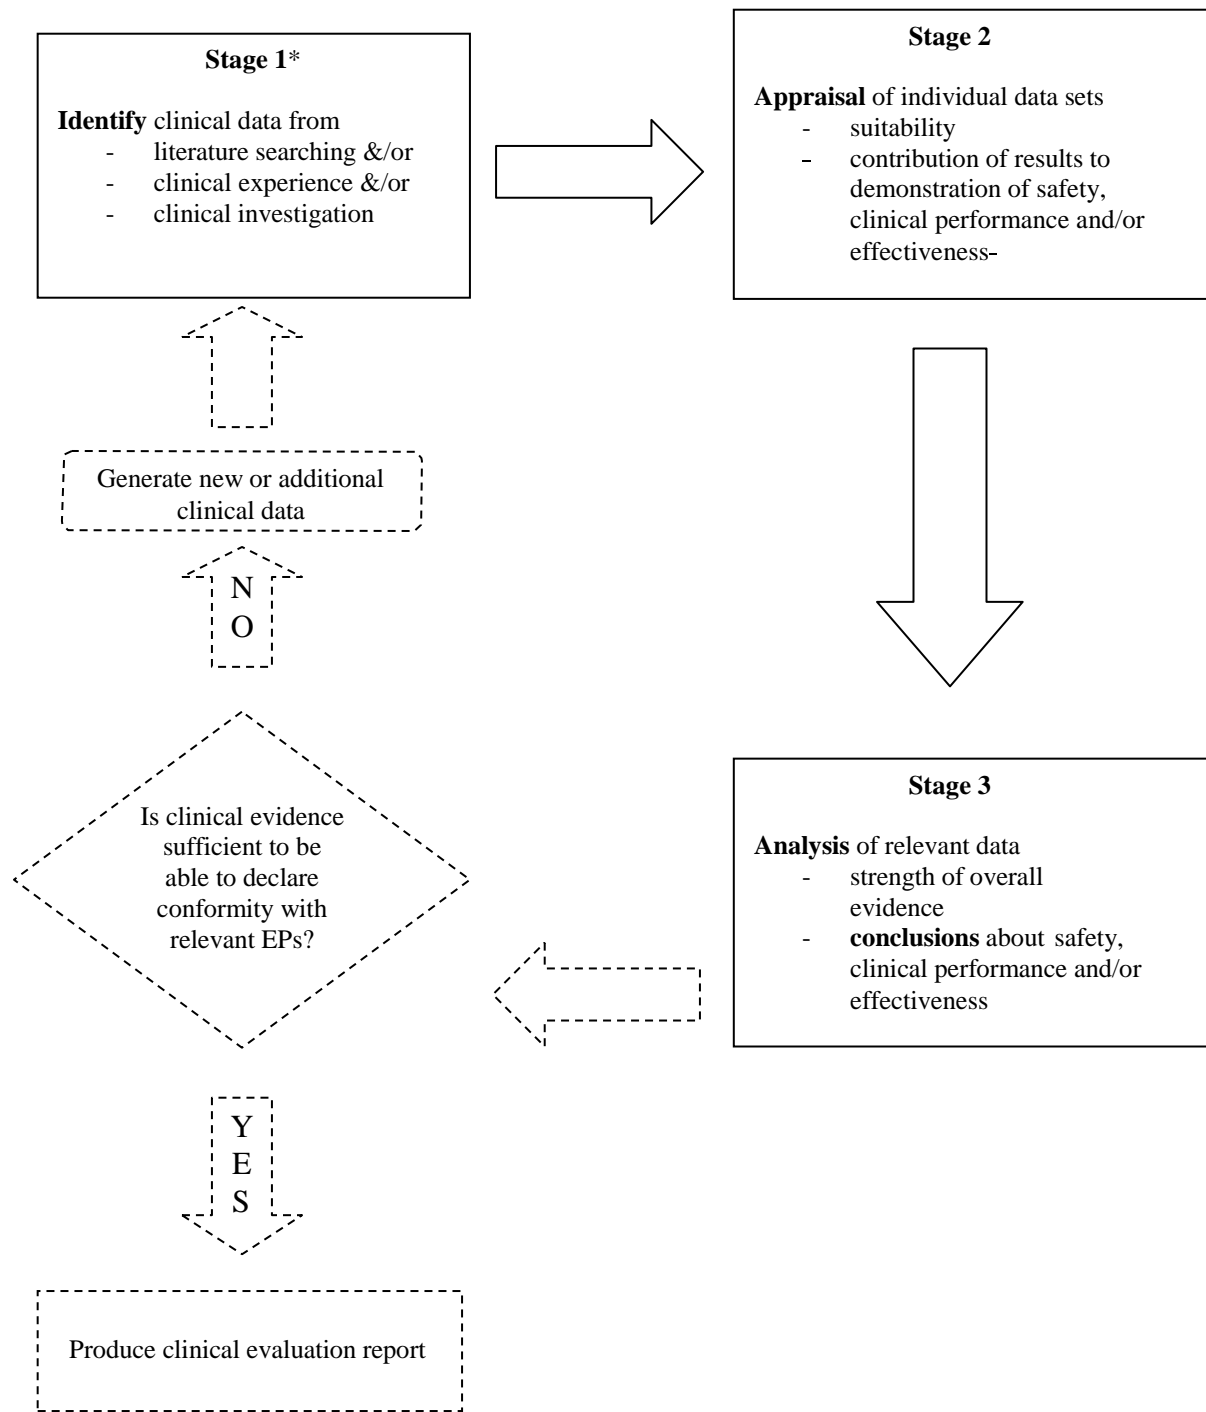 Stage 1*
Identify clinical data from
- literature searching &/or
- clinical experience &/or
- clinical investigation
Stage 2
Appraisal of individual data sets
- suitability
- contribution of results to
demonstration of safety,
clinical performance and/or
effectiveness-
Generate new or additional
clinical data
N
O
Is clinical evidence
sufficient to be
able to declare
conformity with
relevant EPs?
Stage 3
Analysis of relevant data
- strength of overall
evidence
- conclusions about safety,
clinical performance and/or
effectiveness
Y
E
S
Produce clinical evaluation report